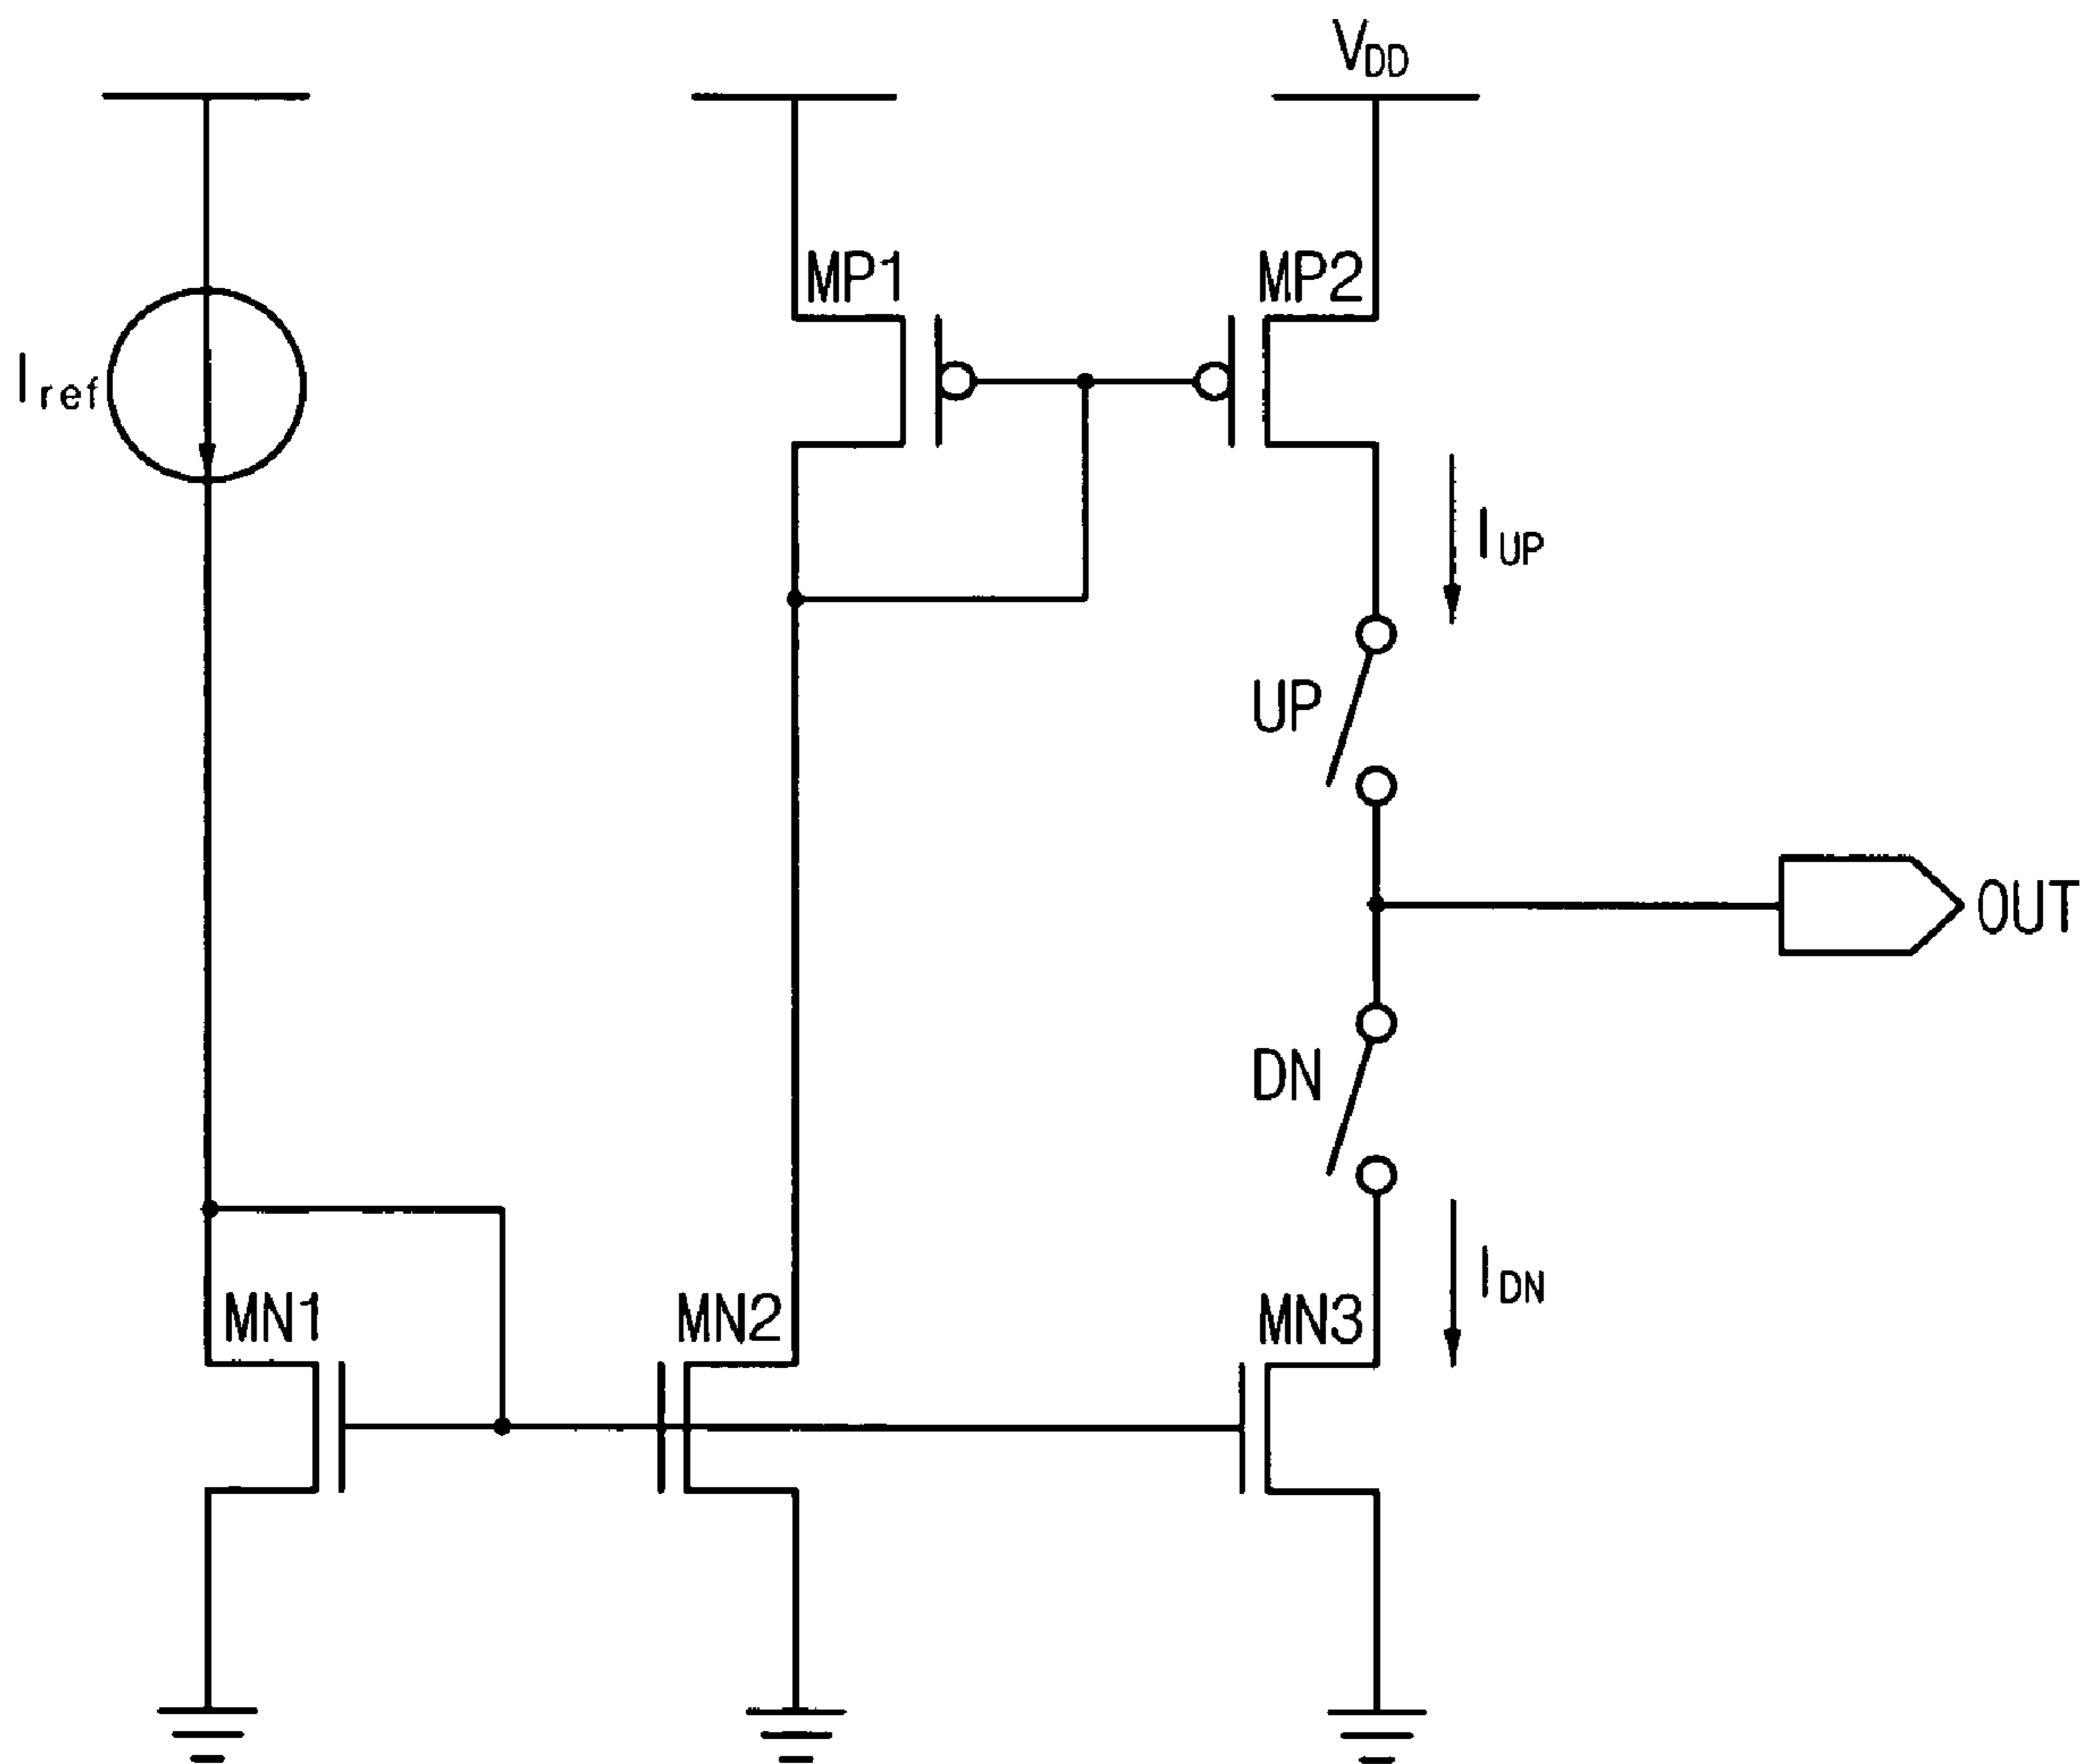 VDD
MP1
MP2
Iref
IUP
UP
OUT
DN
IDN
MN1
MN2
MN3